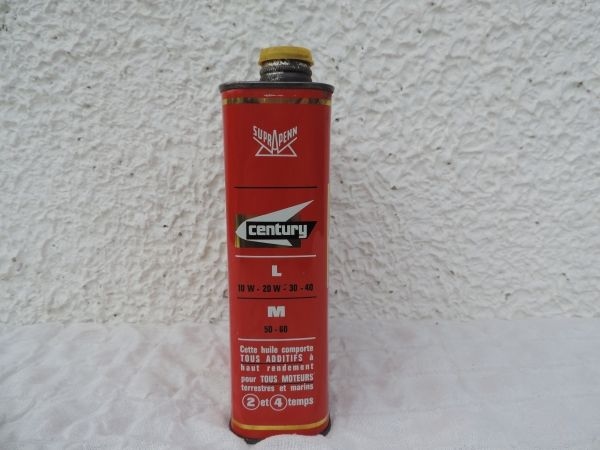 SUPRAPENN
century
L
10 W - 20 W - 30 - 40
M
50 - 60
Cette huile comporte
TOUS ADDITIFS à
haut rendement
pour TOUS MOTEURS
terrestres et marins
2 et 4 temps